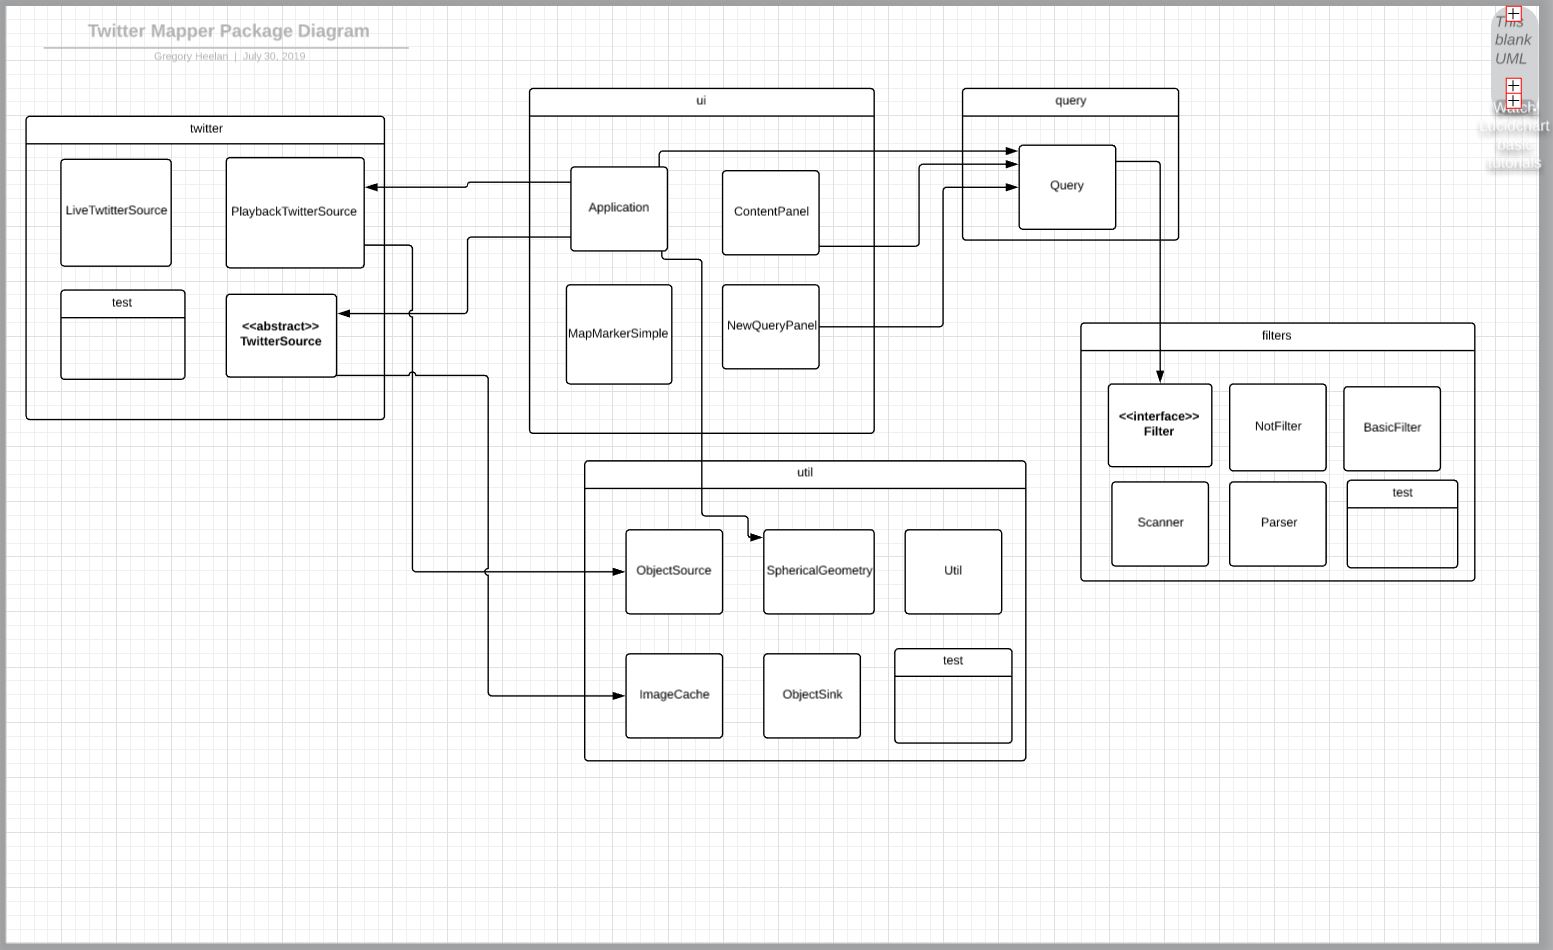 Twitter Mapper Package Diagram
Gregory Heelan | July 30, 2019
This
blank
UML
Watch
Lucidchart
basic
tutorials
twitter
LiveTwtitterSource
PlaybackTwitterSource
test
<<abstract>>
TwitterSource
ui
Application
ContentPanel
MapMarkerSimple
NewQueryPanel
query
Query
filters
<<interface>>
Filter
NotFilter
BasicFilter
Scanner
Parser
test
util
ObjectSource
SphericalGeometry
Util
ImageCache
ObjectSink
test